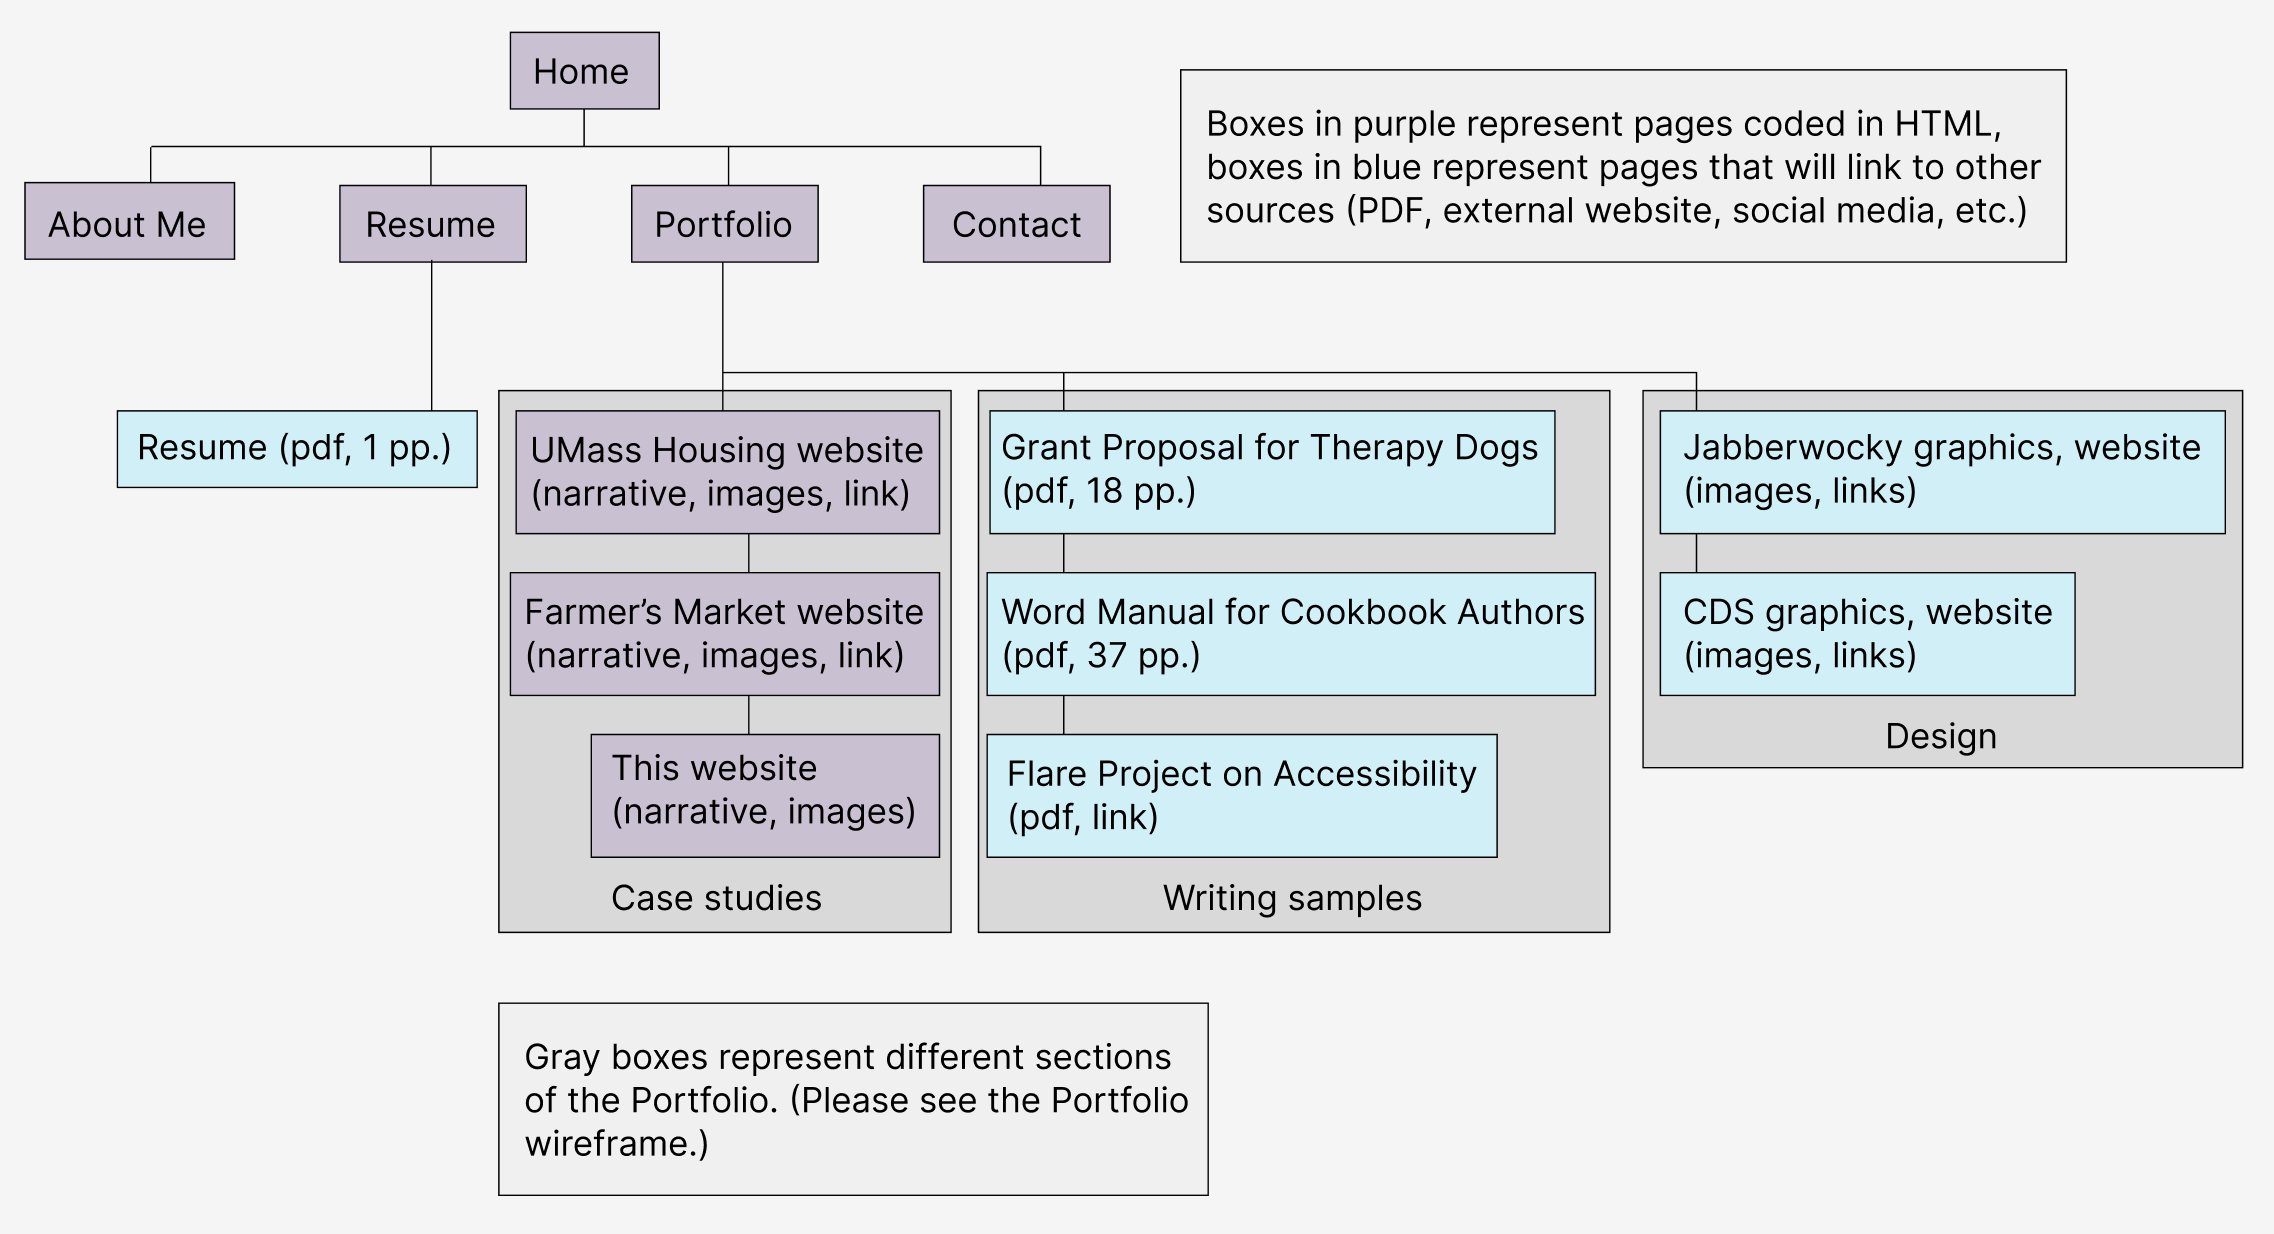 Home
Boxes in purple represent pages coded in HTML,
boxes in blue represent pages that will link to other
sources (PDF, external website, social media, etc.)
About Me
Resume
Portfolio
Contact
Resume (pdf, 1 pp.)
UMass Housing website
(narrative, images, link)
Farmer’s Market website
(narrative, images, link)
This website
(narrative, images)
Case studies
Grant Proposal for Therapy Dogs
(pdf, 18 pp.)
Word Manual for Cookbook Authors
(pdf, 37 pp.)
Flare Project on Accessibility
(pdf, link)
Writing samples
Jabberwocky graphics, website
(images, links)
CDS graphics, website
(images, links)
Design
Gray boxes represent different sections
of the Portfolio. (Please see the Portfolio
wireframe.)